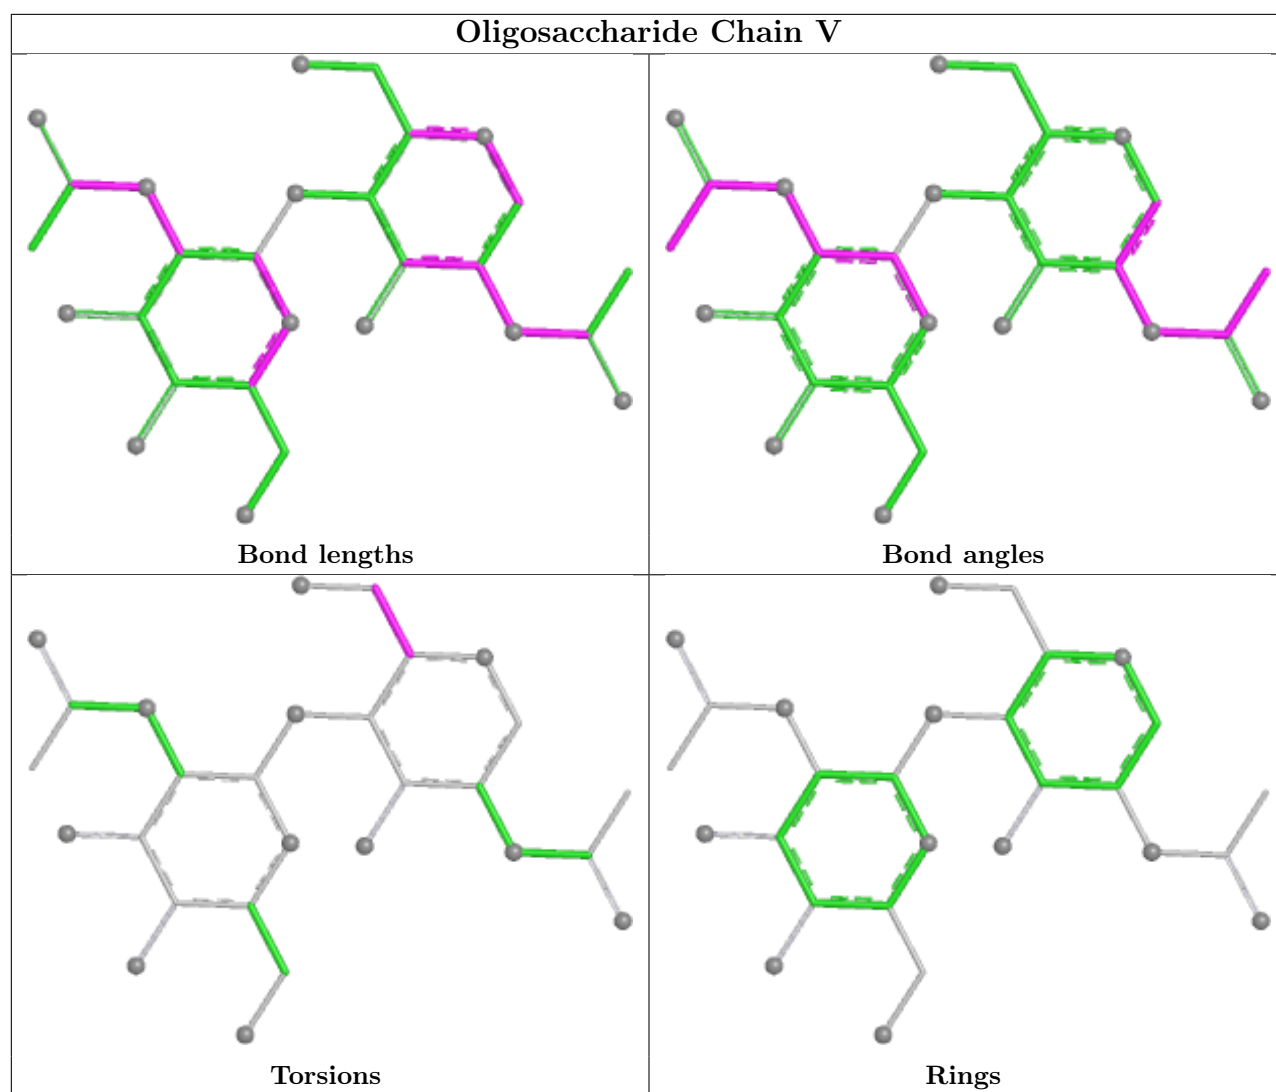 Oligosaccharide Chain V
Bond lengths
Bond angles
Torsions
Rings